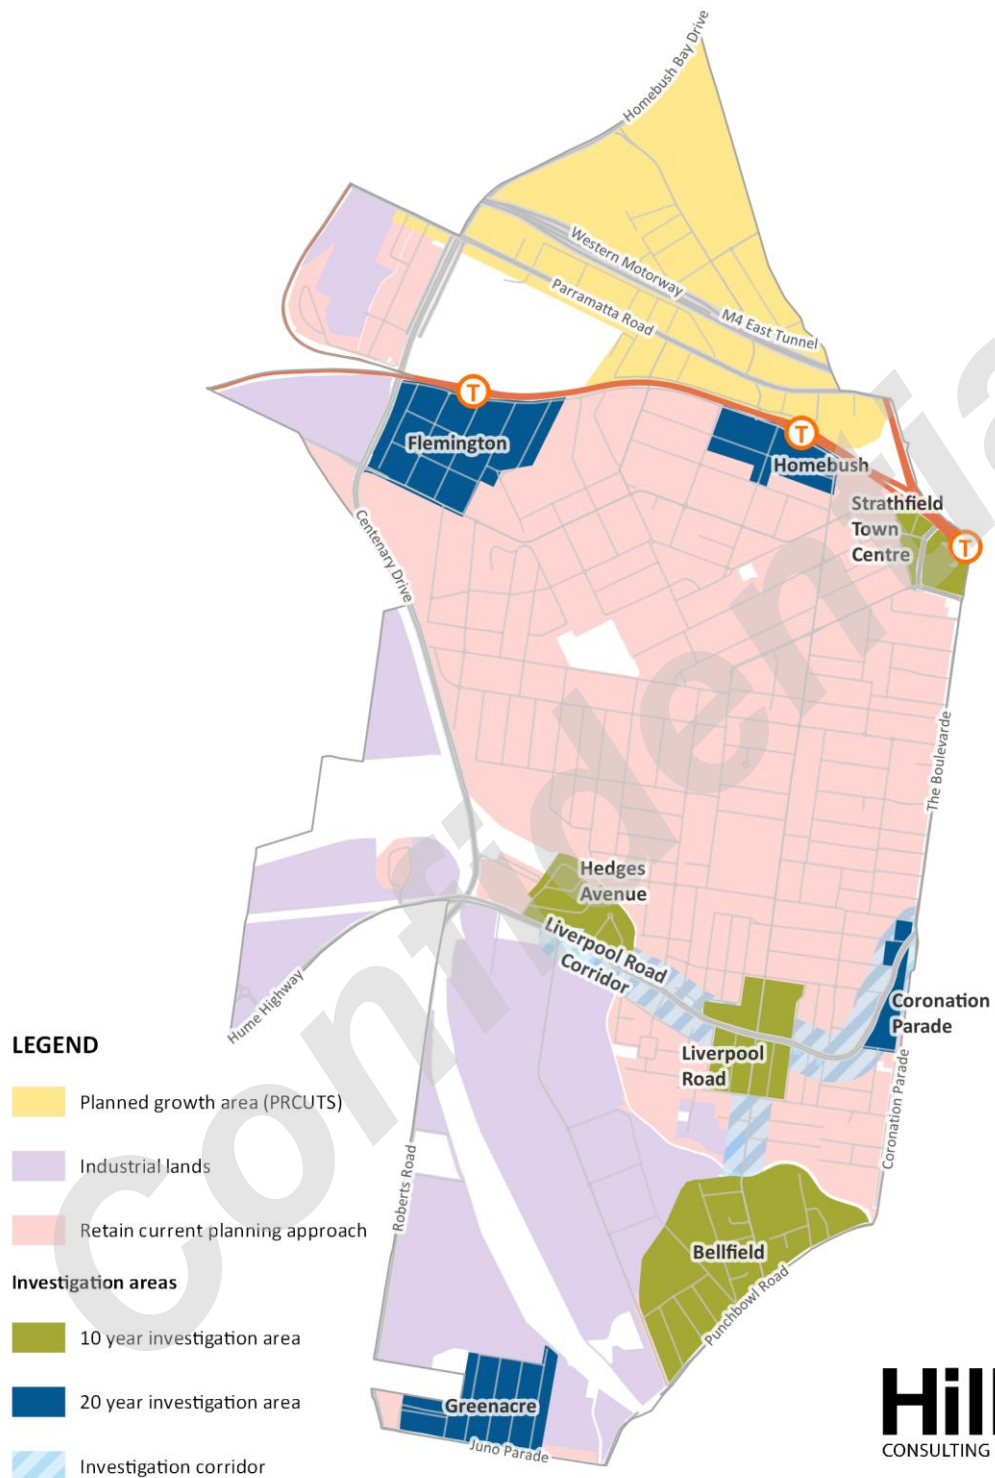 Homebush Bay Drive
Western Motorway
M4 East Tunnel
Parramatta Road
T
Flemington
T
Homebush
Strathfield
Town
Centre
T
Centenary Drive
The Boulevarde
Hedges
Avenue
Liverpool Road
Corridor
Hume Highway
Coronation
Parade
Liverpool
Road
Coronation Parade
Roberts Road
Bellfield
Punchbowl Road
Greenacre
Juno Parade
LEGEND
Planned growth area (PRCUTS)
Industrial lands
Retain current planning approach
Investigation areas
10 year investigation area
20 year investigation area
Investigation corridor
Confidentia
Hill
CONSULTING